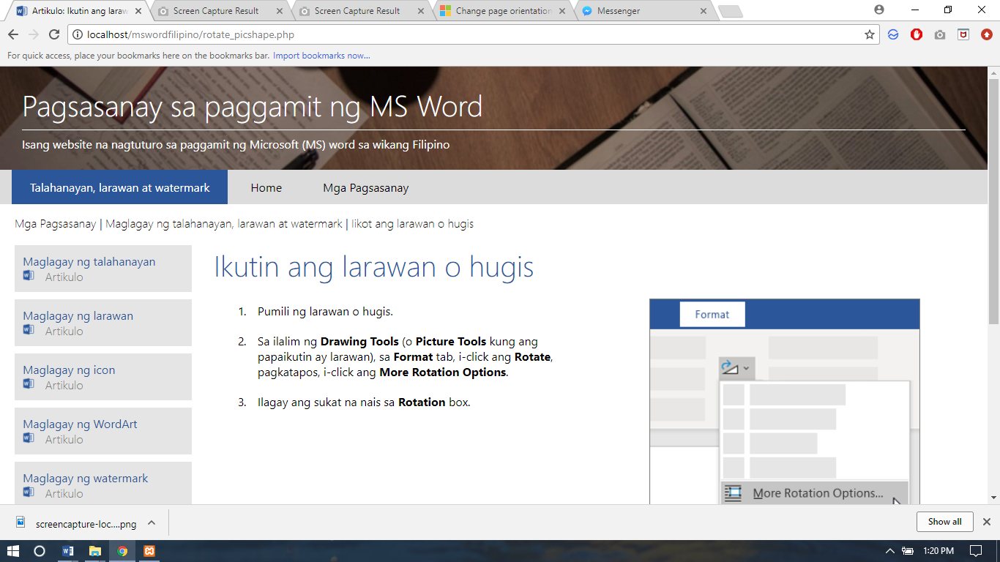 Artikulo: Ikutin ang laraw
Screen Capture Result
Screen Capture Result
Change page orientation
Messenger
localhost/mswordfilipino/rotate_picshape.php
For quick access, place your bookmarks here on the bookmarks bar. Import bookmarks now...
Pagsasanay sa paggamit ng MS Word
Isang website na nagtuturo sa paggamit ng Microsoft (MS) word sa wikang Filipino
Talahanayan, larawan at watermark Home Mga Pagsasanay
Mga Pagsasanay | Maglagay ng talahanayan, larawan at watermark | Iikot ang larawan o hugis
Maglagay ng talahanayan
Artikulo
Maglagay ng larawan
Artikulo
Maglagay ng icon
Artikulo
Maglagay ng WordArt
Artikulo
Maglagay ng watermark
Artikulo
Ikutin ang larawan o hugis
1. Pumili ng larawan o hugis.
2. Sa ilalim ng Drawing Tools (o Picture Tools kung ang
papaikutin ay larawan), sa Format tab, i-click ang Rotate,
pagkatapos, i-click ang More Rotation Options.
3. Ilagay ang sukat na nais sa Rotation box.
Format
More Rotation Options...
screencapture-loc....png
Show all
1:20 PM